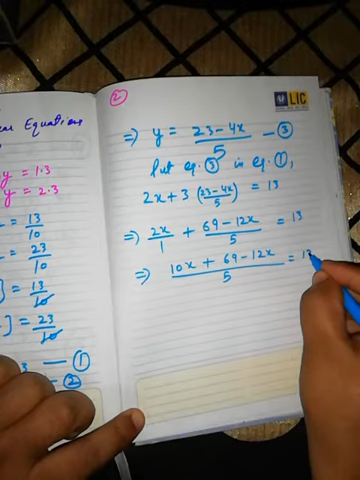 ②
LIC
ear Equations
y = 1.3
y = 2.3
= 13/10
= 23/10
] = 13/10
] = 23/10
3 — ①
— ②
⇒ y = (23-4x)/5 — ③
Put eq. ③ in eq. ①,
2x + 3 ((23-4x)/5) = 13
⇒ 2x/1 + (69-12x)/5 = 13
⇒ (10x + 69-12x)/5 = 13